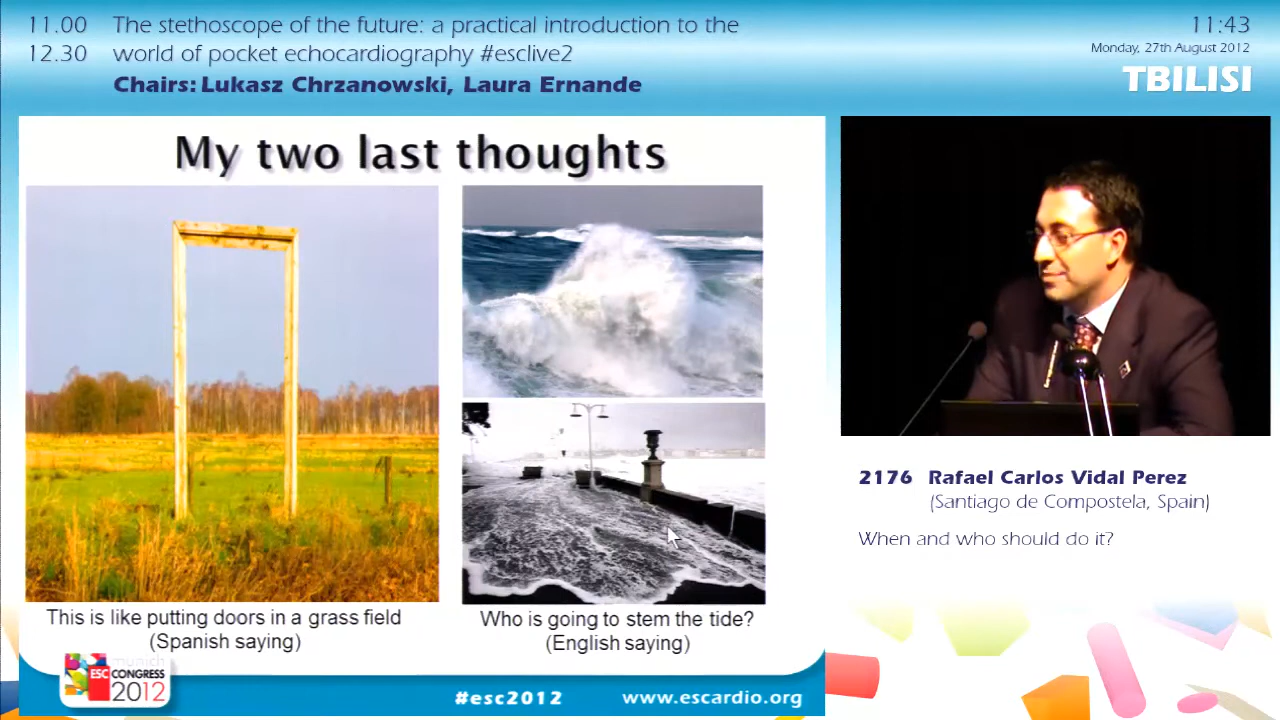 11.00 The stethoscope of the future: a practical introduction to the
12.30 world of pocket echocardiography #esclive2
Chairs: Lukasz Chrzanowski, Laura Ernande
11:43
Monday, 27th August 2012
TBILISI
My two last thoughts
This is like putting doors in a grass field
(Spanish saying)
Who is going to stem the tide?
(English saying)
2176 Rafael Carlos Vidal Perez
(Santiago de Compostela, Spain)
When and who should do it?
munich
ESC CONGRESS
2012
#esc2012
www.escardio.org